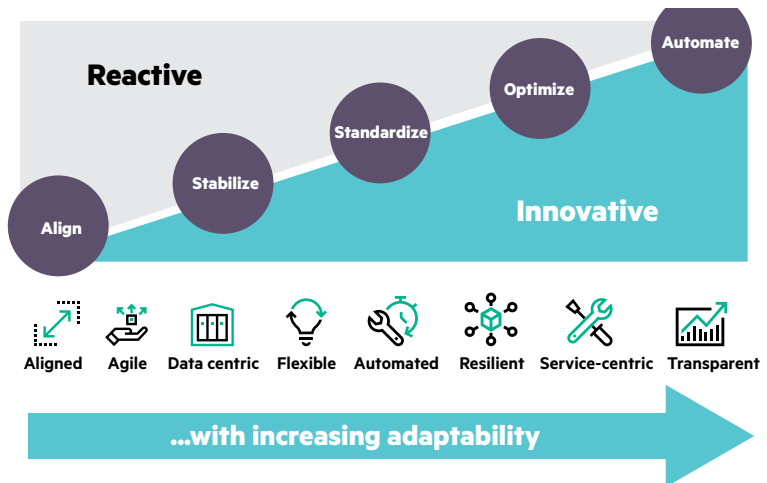 Automate
Reactive
Optimize
Standardize
Stabilize
Innovative
Align
Aligned
Agile
Data centric
Flexible
Automated
Resilient
Service-centric
Transparent
...with increasing adaptability